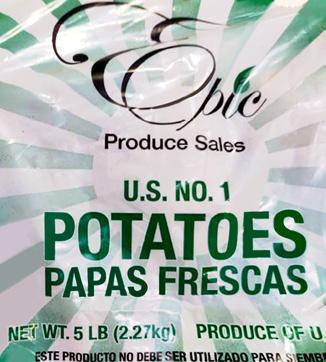 Epic
Produce Sales
U.S. NO. 1
POTATOES
PAPAS FRESCAS
NET WT. 5 LB (2.27kg) PRODUCE OF U
ESTE PRODUCTO NO DEBE SER UTILIZADO PARA